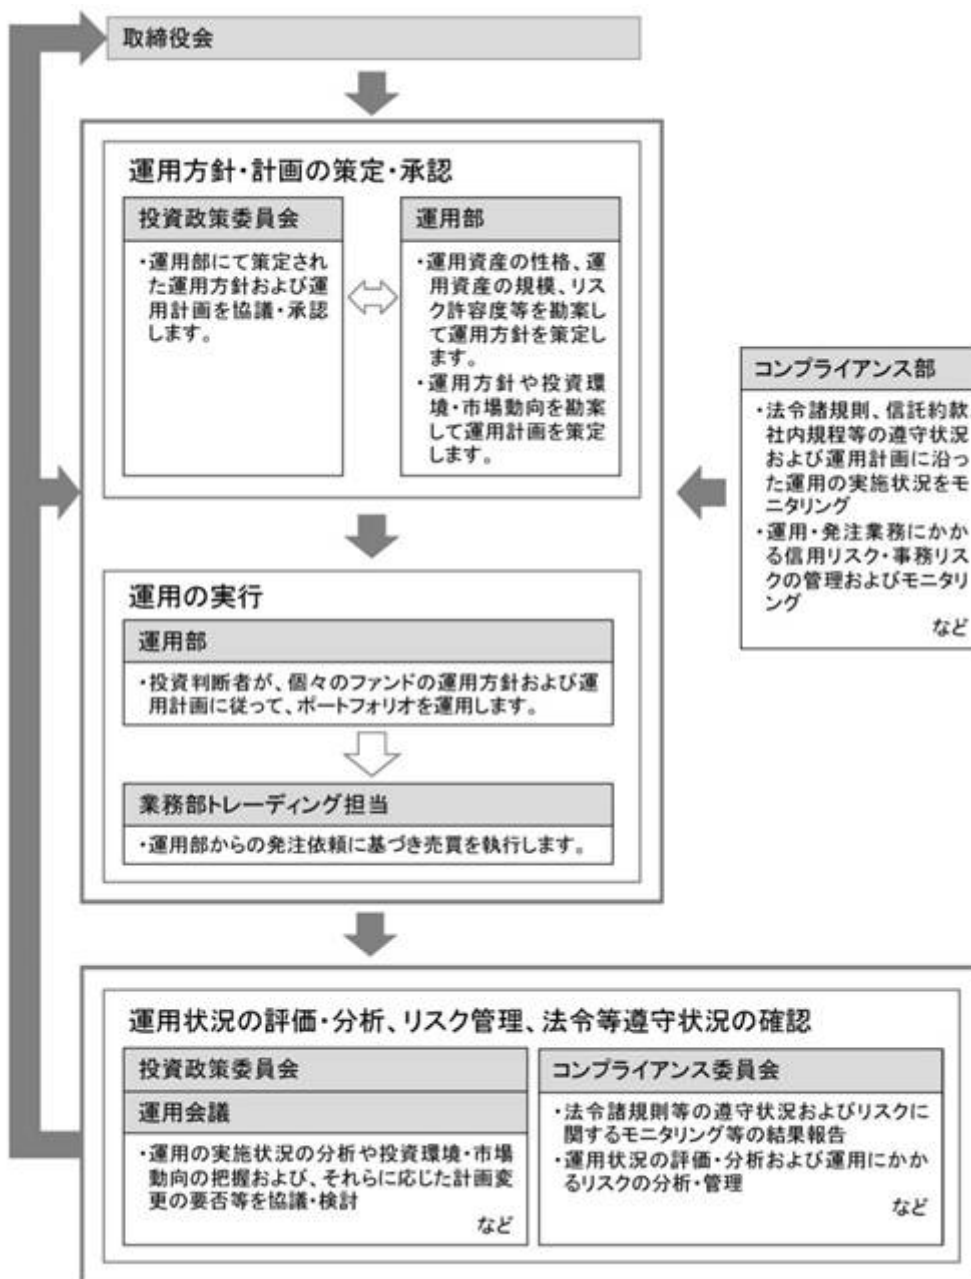 取締役会
運用方針・計画の策定・承認
投資政策委員会
・運用部にて策定され
た運用方針および運
用計画を協議・承認
します。
運用部
・運用資産の性格、運
用資産の規模、リス
ク許容度等を勘案し
て運用方針を策定し
ます。
・運用方針や投資環
境・市場動向を勘案
して運用計画を策定
します。
コンプライアンス部
・法令諸規則、信託約款
社内規程等の遵守状況
および運用計画に沿っ
た運用の実施状況をモ
ニタリング
・運用・発注業務にかか
る信用リスク・事務リス
クの管理およびモニタリ
ング
など
運用の実行
運用部
・投資判断者が、個々のファンドの運用方針および運
用計画に従って、ポートフォリオを運用します。
業務部トレーディング担当
・運用部からの発注依頼に基づき売買を執行します。
運用状況の評価・分析、リスク管理、法令等遵守状況の確認
投資政策委員会
運用会議
・運用の実施状況の分析や投資環境・市場
動向の把握および、それらに応じた計画変
更の要否等を協議・検討
など
コンプライアンス委員会
・法令諸規則等の遵守状況およびリスクに
関するモニタリング等の結果報告
・運用状況の評価・分析および運用にかか
るリスクの分析・管理
など